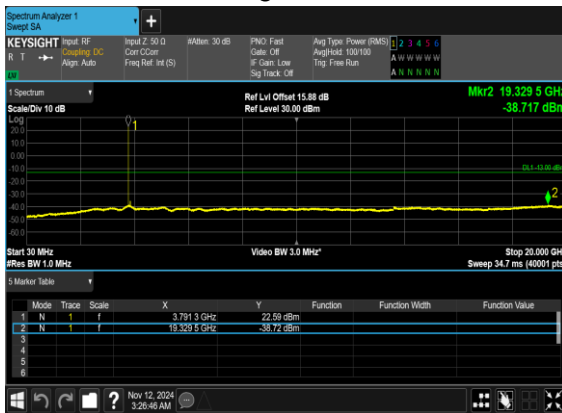 Spectrum Analyzer 1
Swept SA
KEYSIGHT Input: RF Input Z: 50 Ω #Atten: 30 dB PNO: Fast Avg Type: Power (RMS) 1 2 3 4 5 6
R T Coupling: DC Corr CCorr Gate: Off Avg|Hold: 100/100 A W W W W W
Align: Auto Freq Ref: Int (S) IF Gain: Low Trig: Free Run
LXI Sig Track: Off A N N N N N
1 Spectrum Ref Lvl Offset 15.88 dB Mkr2 19.329 5 GHz
Scale/Div 10 dB Ref Level 30.00 dBm -38.717 dBm
Log
20.0
10.0
0.00
-10.0
-20.0
-30.0
-40.0
-50.0
-60.0
1
DL1 -13.00 dBm
2
Start 30 MHz Video BW 3.0 MHz* Stop 20.000 GHz
#Res BW 1.0 MHz Sweep 34.7 ms (40001 pts)
5 Marker Table
Mode Trace Scale X Y Function Function Width Function Value
1 N 1 f 3.791 3 GHz 22.59 dBm
2 N 1 f 19.329 5 GHz -38.72 dBm
3
4
5
6
? Nov 12, 2024
3:26:46 AM